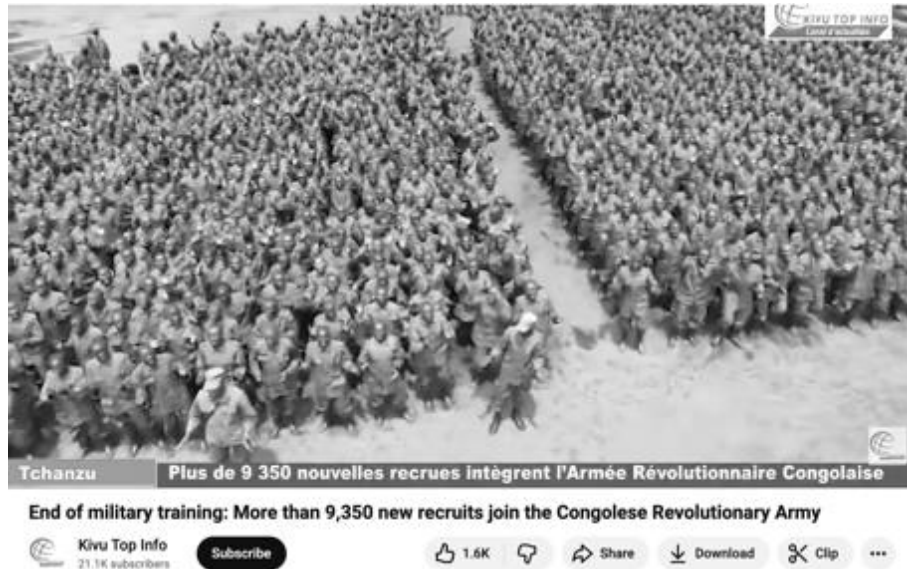 KIVU TOP INFO
Canal d'actualités
Tchanzu
Plus de 9 350 nouvelles recrues intègrent l'Armée Révolutionnaire Congolaise
End of military training: More than 9,350 new recruits join the Congolese Revolutionary Army
Kivu Top Info
21.1K subscribers
Subscribe
1.6K
Share
Download
Clip